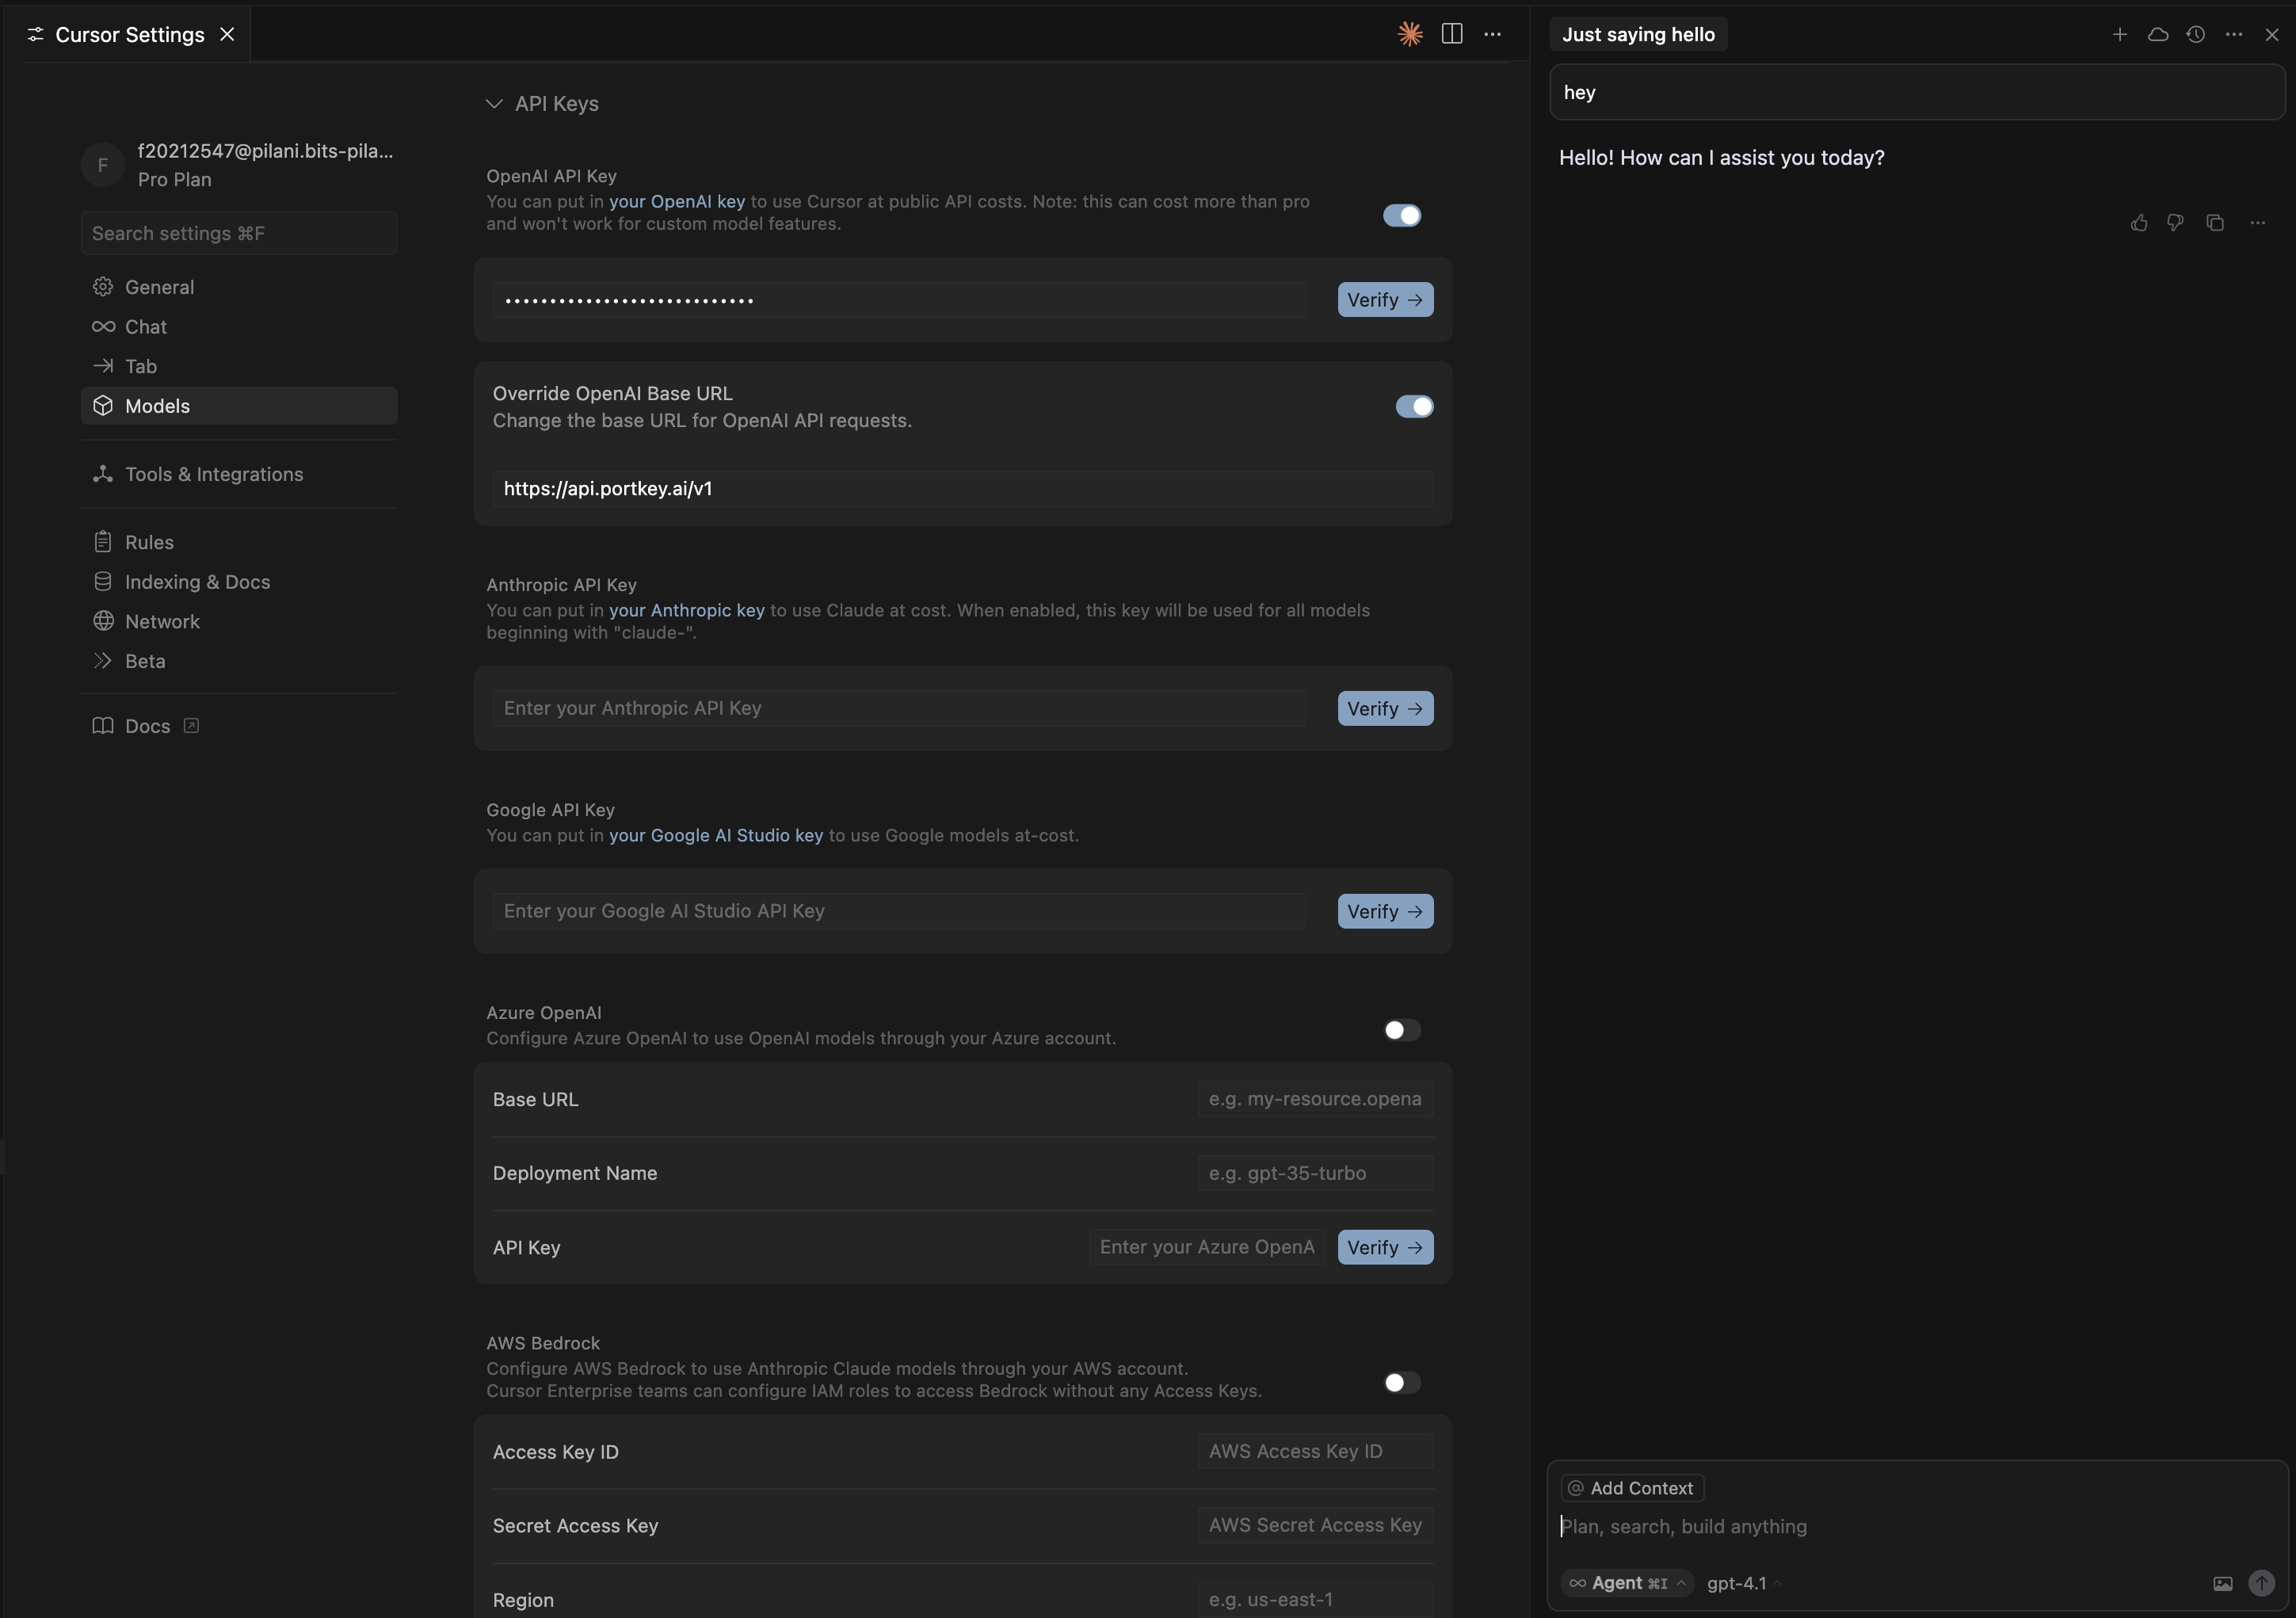 Cursor Settings
f20212547@pilani.bits-pila...
F
Pro Plan
Search settings ⌘F
General
Chat
Tab
Models
Tools & Integrations
Rules
Indexing & Docs
Network
Beta
Docs
API Keys
OpenAI API Key
You can put in your OpenAI key to use Cursor at public API costs. Note: this can cost more than pro
and won't work for custom model features.
••••••••••••••••••••••••••••
Verify →
Override OpenAI Base URL
Change the base URL for OpenAI API requests.
https://api.portkey.ai/v1
Anthropic API Key
You can put in your Anthropic key to use Claude at cost. When enabled, this key will be used for all models
beginning with "claude-".
Enter your Anthropic API Key
Verify →
Google API Key
You can put in your Google AI Studio key to use Google models at-cost.
Enter your Google AI Studio API Key
Verify →
Azure OpenAI
Configure Azure OpenAI to use OpenAI models through your Azure account.
Base URL
e.g. my-resource.opena
Deployment Name
e.g. gpt-35-turbo
API Key
Enter your Azure OpenA
Verify →
AWS Bedrock
Configure AWS Bedrock to use Anthropic Claude models through your AWS account.
Cursor Enterprise teams can configure IAM roles to access Bedrock without any Access Keys.
Access Key ID
AWS Access Key ID
Secret Access Key
AWS Secret Access Key
Region
e.g. us-east-1
Just saying hello
hey
Hello! How can I assist you today?
@ Add Context
Plan, search, build anything
Agent ⌘I
gpt-4.1